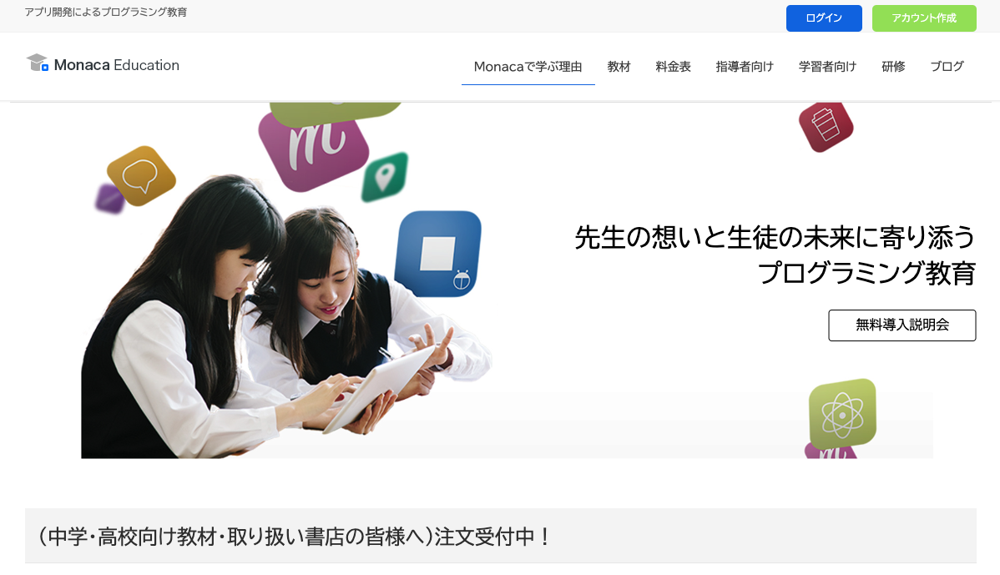 アプリ開発によるプログラミング教育
ログイン
アカウント作成
Monaca Education
Monacaで学ぶ理由
教材
料金表
指導者向け
学習者向け
研修
ブログ
m
先生の想いと生徒の未来に寄り添う
プログラミング教育
無料導入説明会
m
（中学・高校向け教材・取り扱い書店の皆様へ）注文受付中！